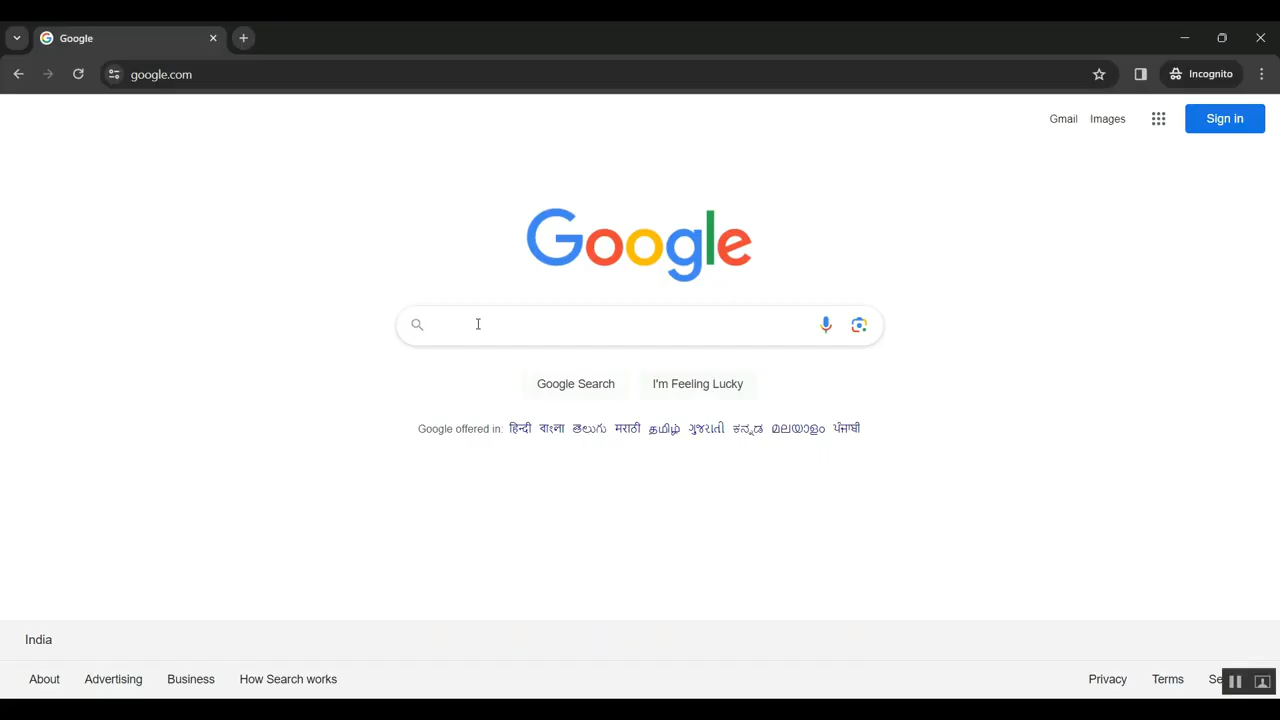 Google
google.com
Incognito
Gmail Images Sign in
Google
Google Search I'm Feeling Lucky
Google offered in: हिन्दी বাংলা తెలుగు मराठी தமிழ் ગુજરાતી ಕನ್ನಡ മലയാളം ਪੰਜਾਬੀ
India
About Advertising Business How Search works Privacy Terms Se